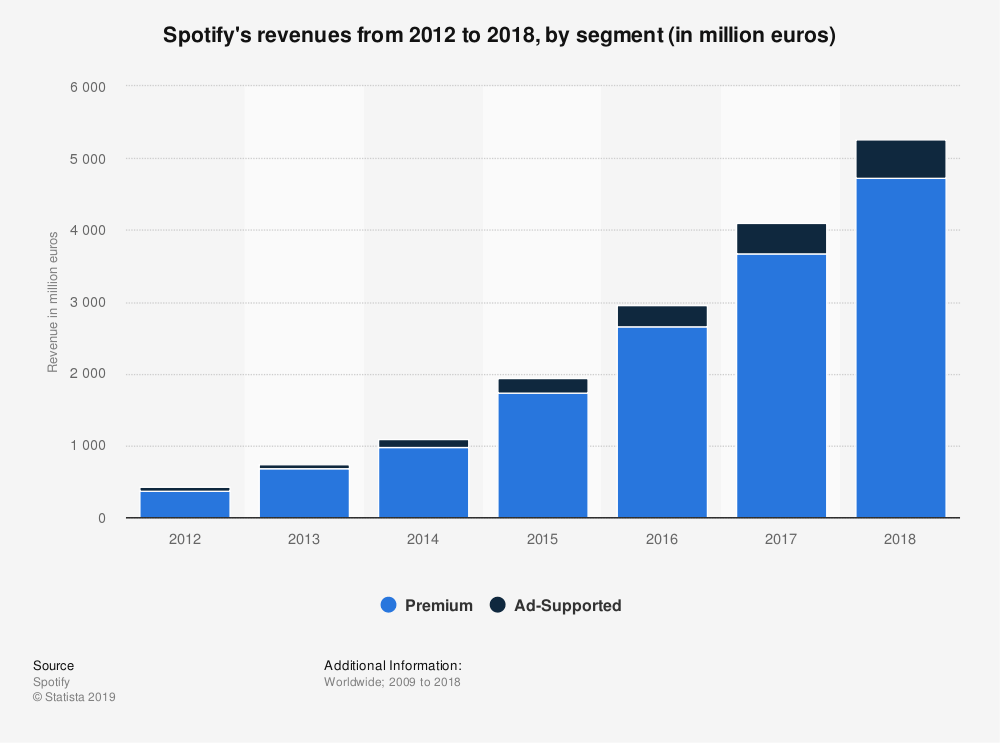 Spotify's revenues from 2012 to 2018, by segment (in million euros)
Revenue in million euros
6 000
5 000
4 000
3 000
2 000
1 000
0
2012 2013 2014 2015 2016 2017 2018
Premium Ad-Supported
Source
Spotify
© Statista 2019
Additional Information:
Worldwide; 2009 to 2018